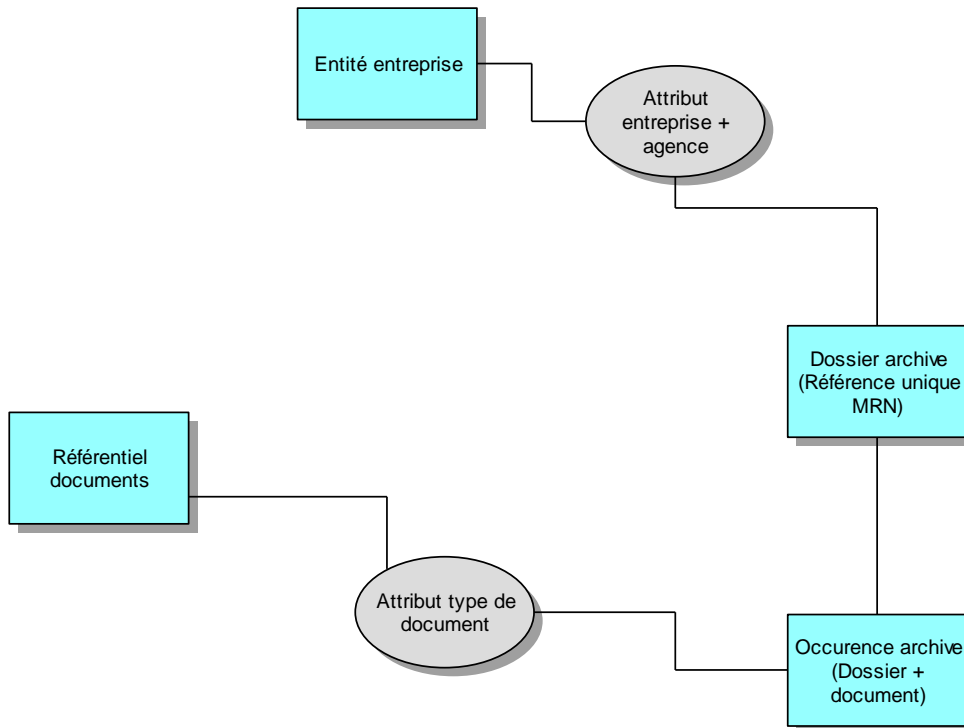 Entité entreprise
Attribut
entreprise +
agence
Dossier archive
(Référence unique
MRN)
Référentiel
documents
Attribut type de
document
Occurence archive
(Dossier +
document)